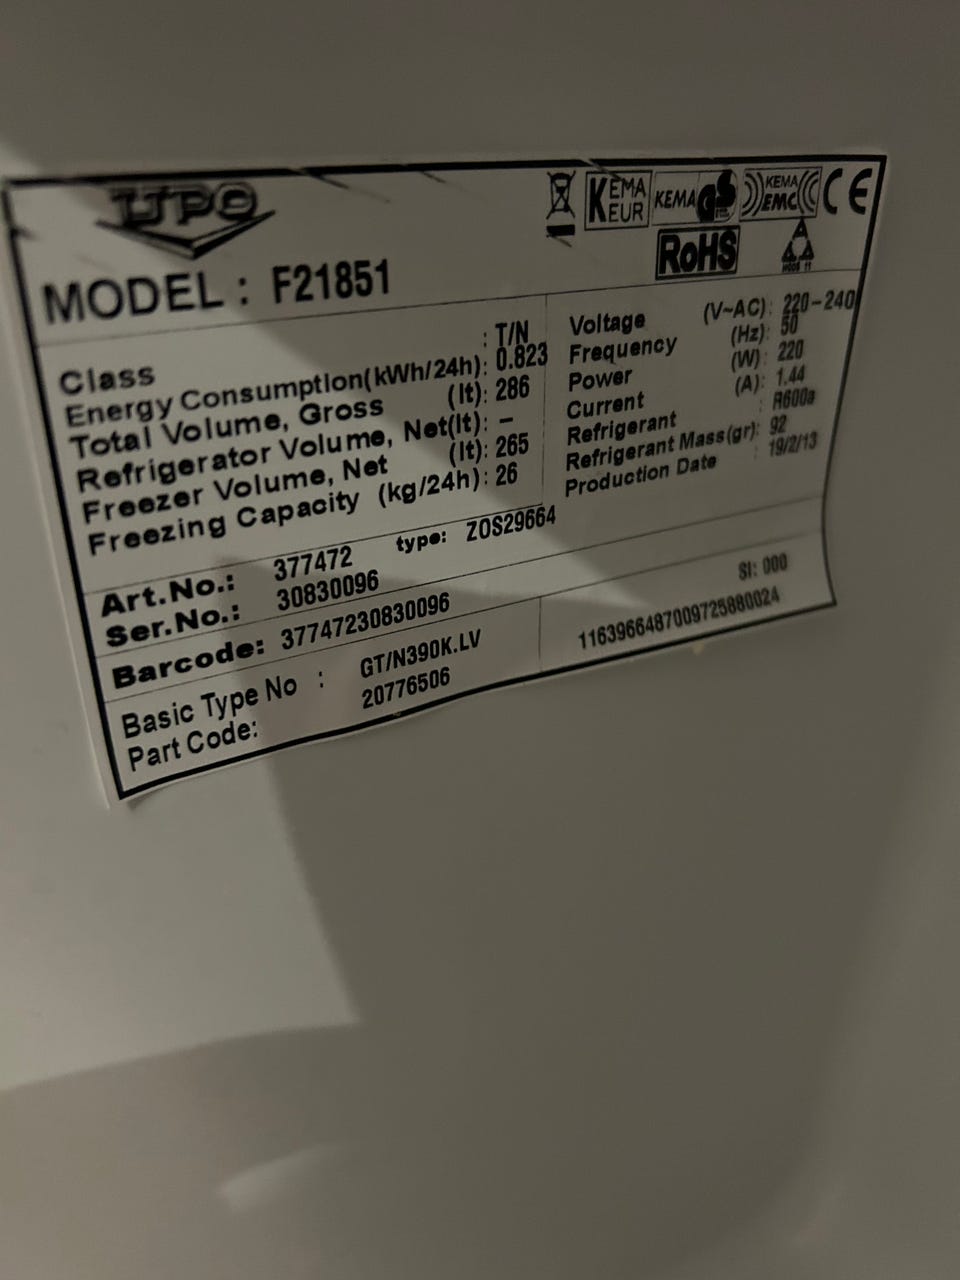 UPO
KEMA EUR
KEMA GS
KEMA EMC
CE
RoHS
MODEL : F21851
Class : T/N
Energy Consumption(kWh/24h): 0.823
Total Volume, Gross (lt): 286
Refrigerator Volume, Net(lt): –
Freezer Volume, Net (lt): 265
Freezing Capacity (kg/24h): 26
Voltage (V~AC): 220-240
Frequency (Hz): 50
Power (W): 220
Current (A): 1.44
Refrigerant : R600a
Refrigerant Mass(gr): 92
Production Date : 19/2/13
Art.No.: 377472 type: ZOS29664
Ser.No.: 30830096
Barcode: 37747230830096
SI: 000
Basic Type No : GT/N390K.LV
Part Code: 20776506
1163966487009725880024